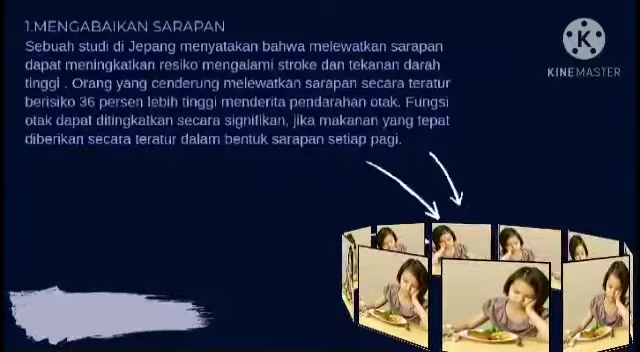 1.MENGABAIKAN SARAPAN
Sebuah studi di Jepang menyatakan bahwa melewatkan sarapan
dapat meningkatkan resiko mengalami stroke dan tekanan darah
tinggi . Orang yang cenderung melewatkan sarapan secara teratur
berisiko 36 persen lebih tinggi menderita pendarahan otak. Fungsi
otak dapat ditingkatkan secara signifikan, jika makanan yang tepat
diberikan secara teratur dalam bentuk sarapan setiap pagi.
K
KINEMASTER